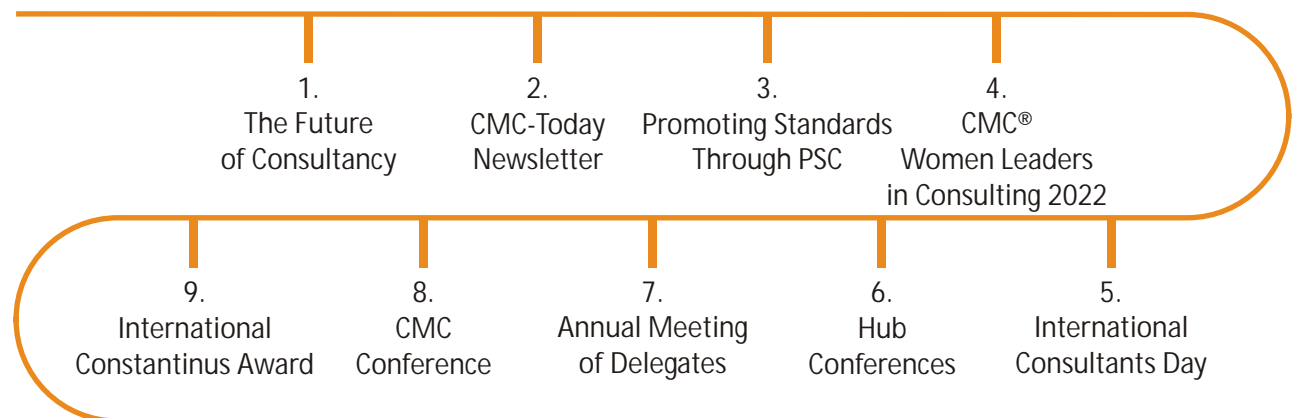 1.
The Future
of Consultancy
2.
CMC-Today
Newsletter
3.
Promoting Standards
Through PSC
4.
CMC®
Women Leaders
in Consulting 2022
5.
International
Consultants Day
6.
Hub
Conferences
7.
Annual Meeting
of Delegates
8.
CMC
Conference
9.
International
Constantinus Award